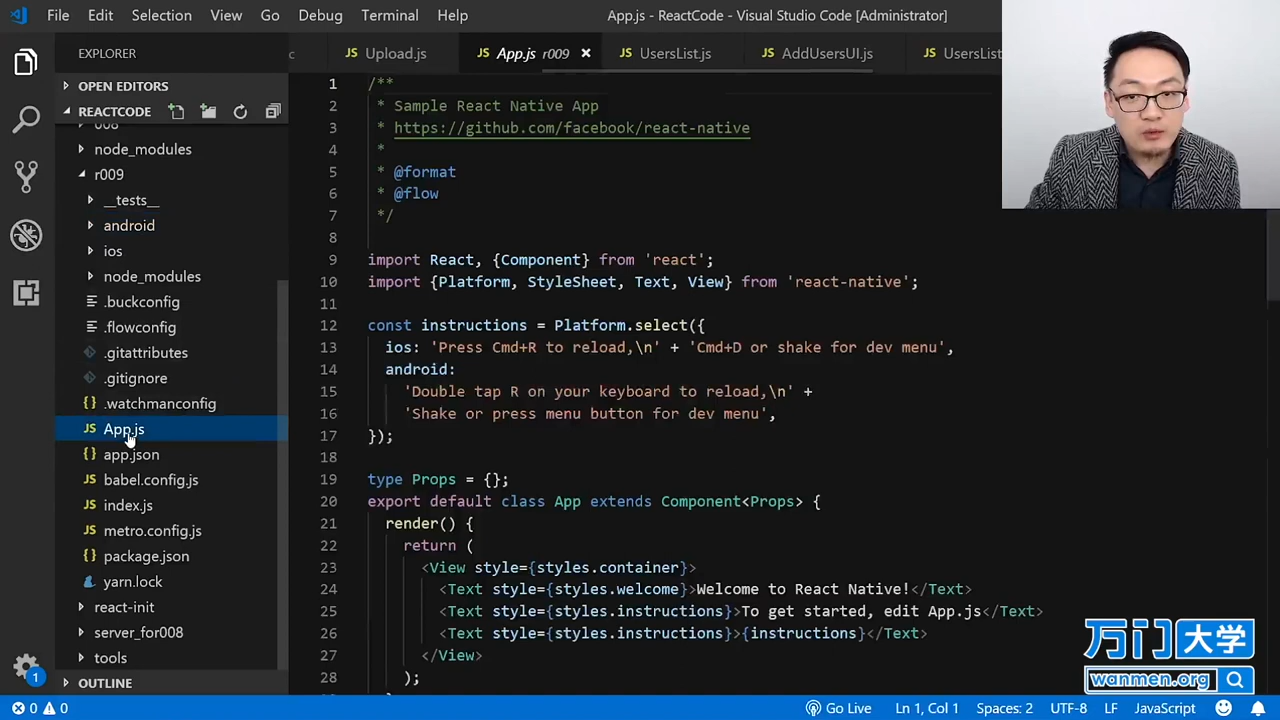 File Edit Selection View Go Debug Terminal Help
App.js - ReactCode - Visual Studio Code [Administrator]
EXPLORER
OPEN EDITORS
REACTCODE
008
node_modules
r009
__tests__
android
ios
node_modules
.buckconfig
.flowconfig
.gitattributes
.gitignore
.watchmanconfig
JS App.js
{} app.json
JS babel.config.js
JS index.js
JS metro.config.js
{} package.json
yarn.lock
react-init
server_for008
tools
OUTLINE
1
c JS Upload.js JS App.js r009 × JS UsersList.js JS AddUsersUI.js JS UsersList
1 /**
2 * Sample React Native App
3 * https://github.com/facebook/react-native
4 *
5 * @format
6 * @flow
7 */
8
9 import React, {Component} from 'react';
10 import {Platform, StyleSheet, Text, View} from 'react-native';
11
12 const instructions = Platform.select({
13 ios: 'Press Cmd+R to reload,\n' + 'Cmd+D or shake for dev menu',
14 android:
15 'Double tap R on your keyboard to reload,\n' +
16 'Shake or press menu button for dev menu',
17 });
18
19 type Props = {};
20 export default class App extends Component<Props> {
21 render() {
22 return (
23 <View style={styles.container}>
24 <Text style={styles.welcome}>Welcome to React Native!</Text>
25 <Text style={styles.instructions}>To get started, edit App.js</Text>
26 <Text style={styles.instructions}>{instructions}</Text>
27 </View>
28 );
万门大学
wanmen.org
0 0 Go Live Ln 1, Col 1 Spaces: 2 UTF-8 LF JavaScript